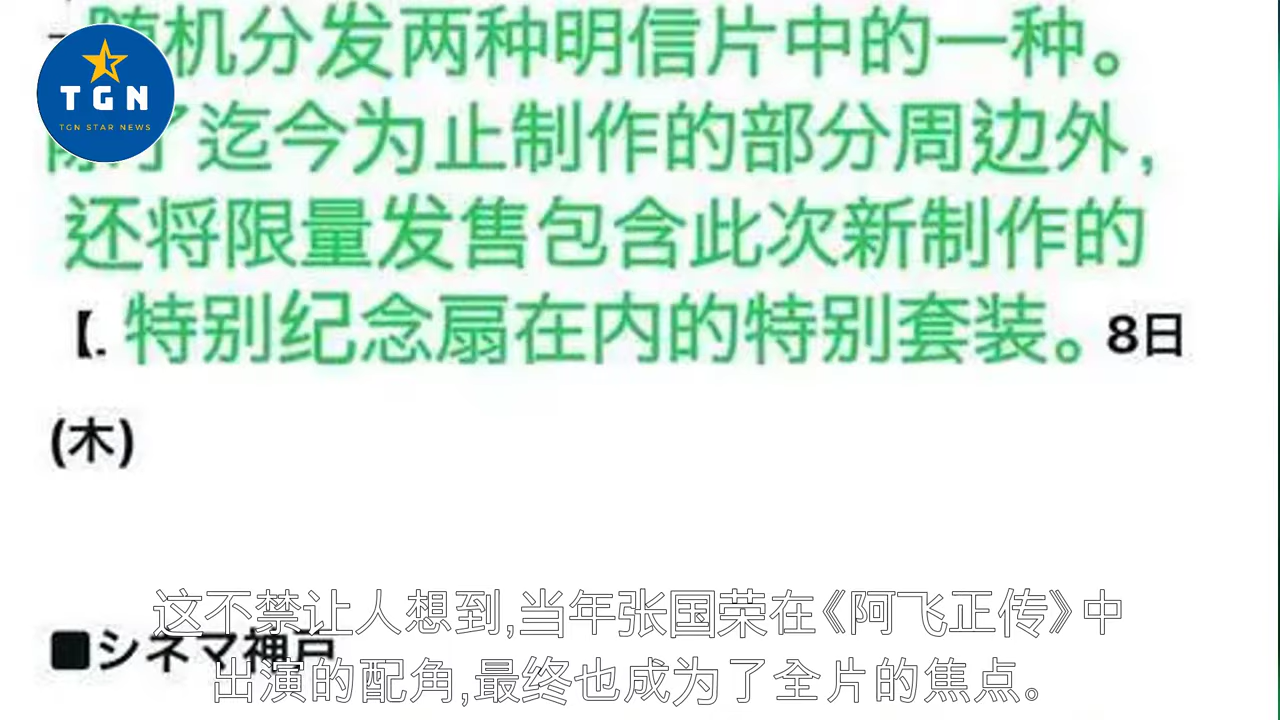 随机分发两种明信片中的一种。
TGN
TGN STAR NEWS
除了迄今为止制作的部分周边外,
还将限量发售包含此次新制作的
【. 特别纪念扇在内的特别套装。8日
(木)
这不禁让人想到,当年张国荣在《阿飞正传》中
■シネマ神戸
出演的配角,最终也成为了全片的焦点。